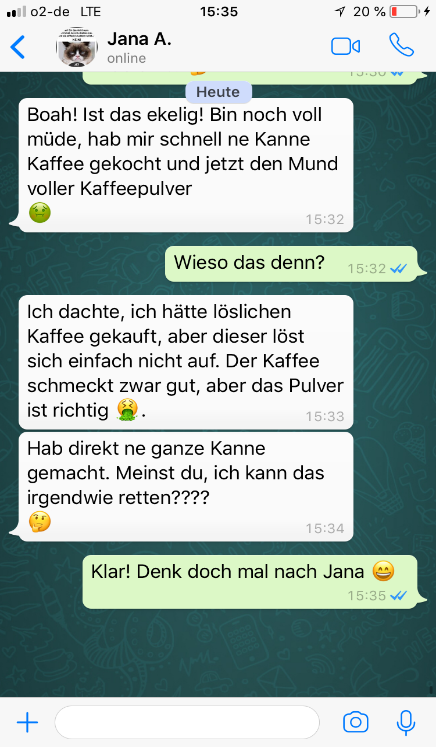 o2-de LTE 15:35 20 %
Jana A.
online
15:30
Heute
Boah! Ist das ekelig! Bin noch voll
müde, hab mir schnell ne Kanne
Kaffee gekocht und jetzt den Mund
voller Kaffeepulver
🤢
15:32
Wieso das denn? 15:32
Ich dachte, ich hätte löslichen
Kaffee gekauft, aber dieser löst
sich einfach nicht auf. Der Kaffee
schmeckt zwar gut, aber das Pulver
ist richtig 🤮. 15:33
Hab direkt ne ganze Kanne
gemacht. Meinst du, ich kann das
irgendwie retten????
🤔
15:34
Klar! Denk doch mal nach Jana 😄
15:35